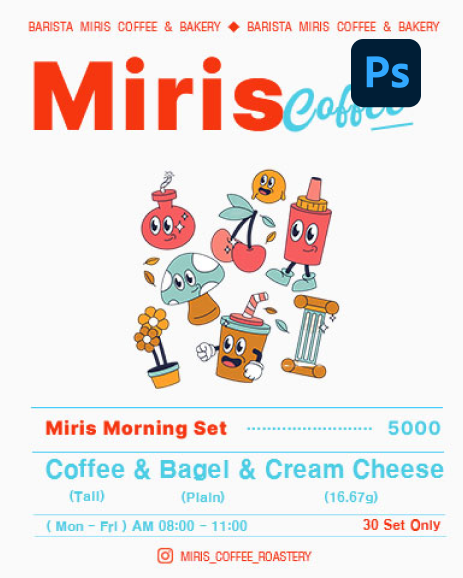 BARISTA MIRIS COFFEE & BAKERY ◆ BARISTA MIRIS COFFEE & BAKERY
Miris Coffee
Ps
Miris Morning Set 5000
Coffee & Bagel & Cream Cheese
(Tall) (Plain) (16.67g)
( Mon - Fri ) AM 08:00 - 11:00 30 Set Only
MIRIS_COFFEE_ROASTERY